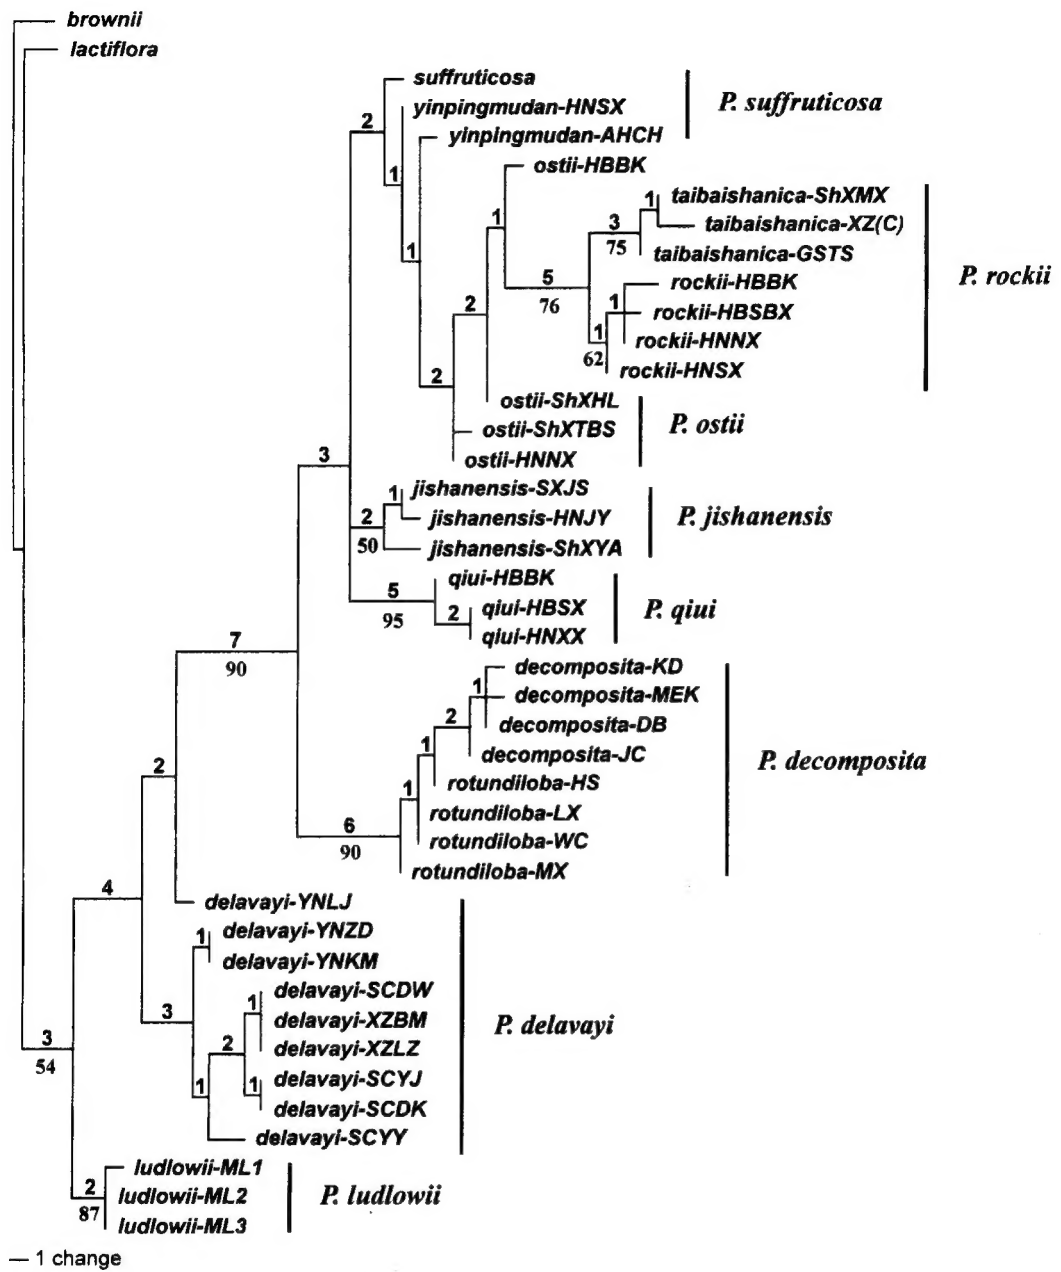 brownii
lactiflora
suffruticosa
2
yinpingmudan-HNSX
P. suffruticosa
yinpingmudan-AHCH
ostii-HBBK
1
taibaishanica-ShXMX
1
3
taibaishanica-XZ(C)
1
75
taibaishanica-GSTS
1
5
rockii-HBBK
P. rockii
76
1
rockii-HBSBX
2
1
rockii-HNNX
62
rockii-HNSX
2
ostii-ShXHL
ostii-ShXTBS
P. ostii
ostii-HNNX
3
1
jishanensis-SXJS
2
jishanensis-HNJY
P. jishanensis
50
jishanensis-ShXYA
qiui-HBBK
5
2
qiui-HBSX
P. qiui
95
qiui-HNXX
7
90
decomposita-KD
1
decomposita-MEK
2
decomposita-DB
1
decomposita-JC
P. decomposita
2
rotundiloba-HS
1
rotundiloba-LX
6
rotundiloba-WC
90
rotundiloba-MX
4
delavayi-YNLJ
1
delavayi-YNZD
delavayi-YNKM
1
delavayi-SCDW
3
delavayi-XZBM
P. delavayi
2
delavayi-XZLZ
3
54
1
1
delavayi-SCYJ
delavayi-SCDK
delavayi-SCYY
ludlowii-ML1
2
ludlowii-ML2
P. ludlowii
87
ludlowii-ML3
1 change